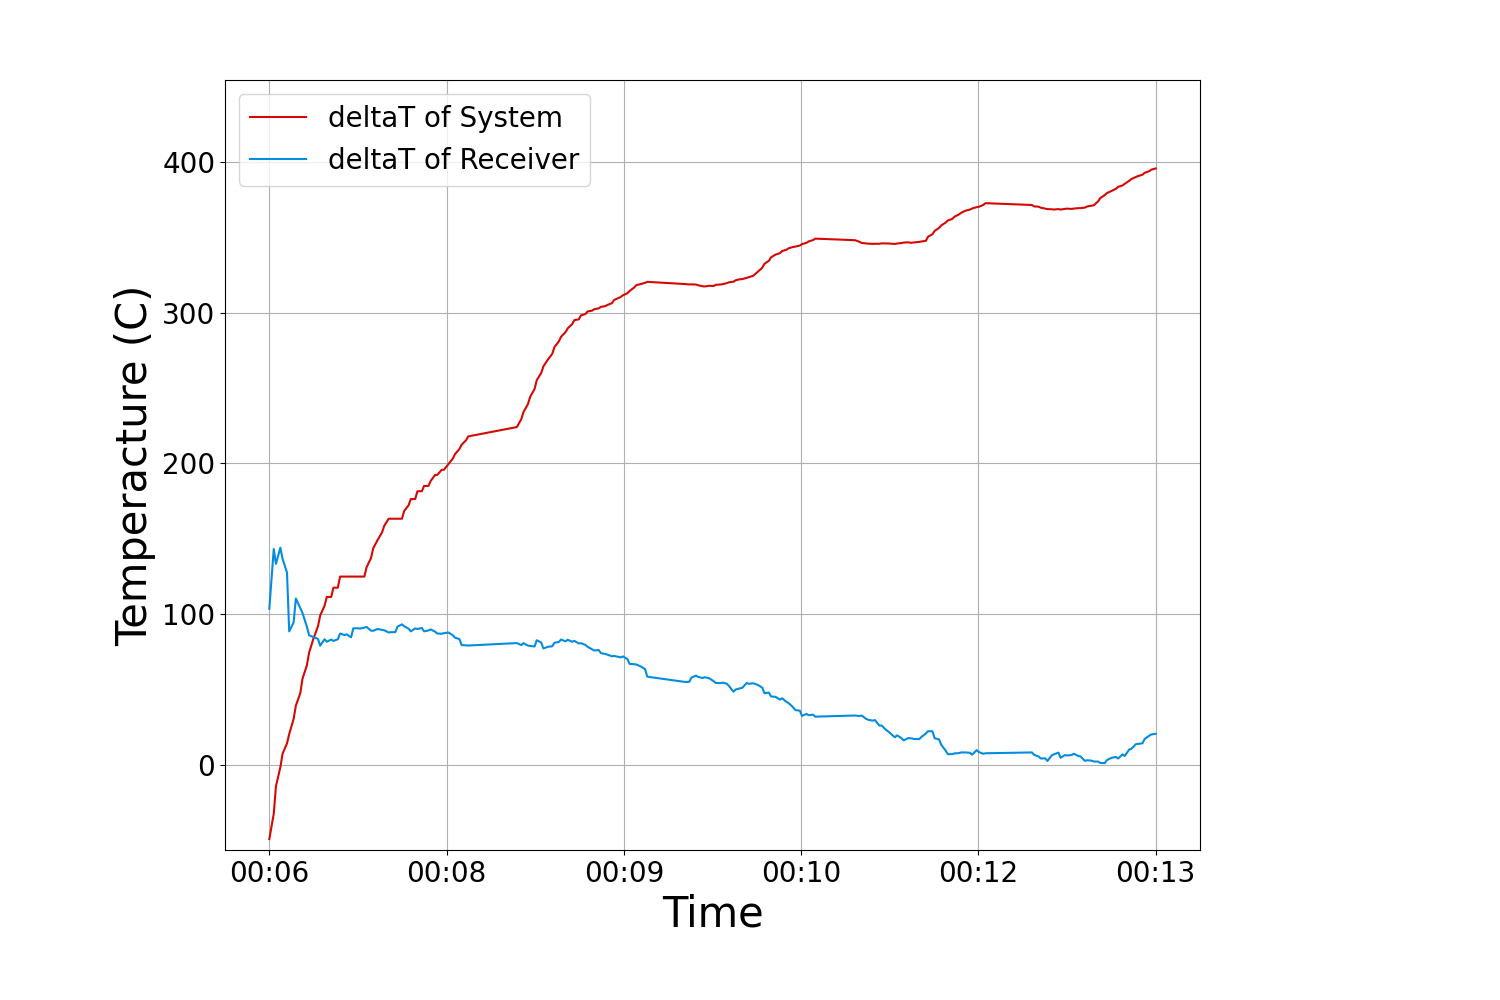 deltaT of System
deltaT of Receiver
Temperacture (C)
400
300
200
100
0
00:06 00:08 00:09 00:10 00:12 00:13
Time